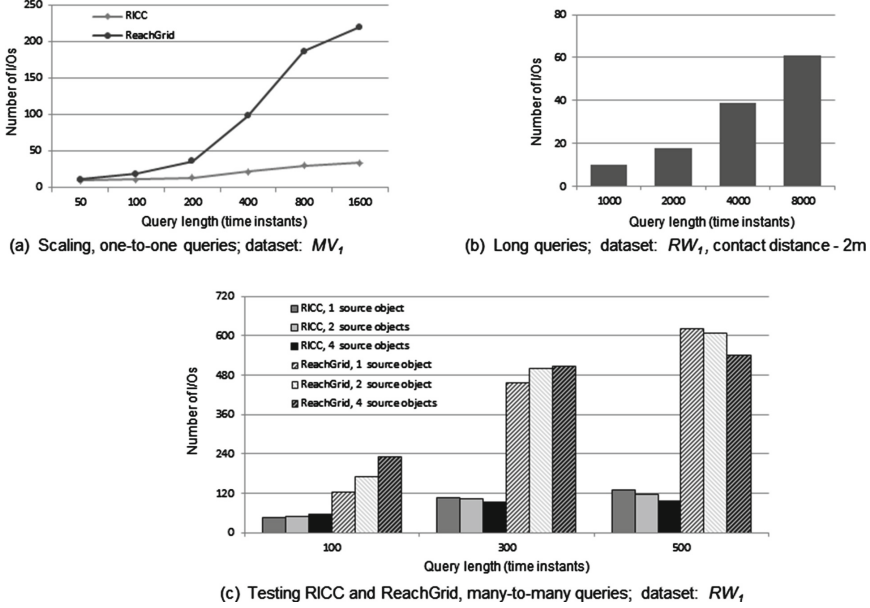 RICC
ReachGrid
250
200
150
100
50
0
Number of I/Os
50 100 200 400 800 1600
Query length (time instants)
(a) Scaling, one-to-one queries; dataset: MV1
80
60
40
20
0
Number of I/Os
1000 2000 4000 8000
Query length (time instants)
(b) Long queries; dataset: RW1, contact distance - 2m
720
600
480
360
240
120
0
Number of I/Os
RICC, 1 source object
RICC, 2 source objects
RICC, 4 source objects
ReachGrid, 1 source object
ReachGrid, 2 source object
ReachGrid, 4 source objects
100 300 500
Query length (time instants)
(c) Testing RICC and ReachGrid, many-to-many queries; dataset: RW1